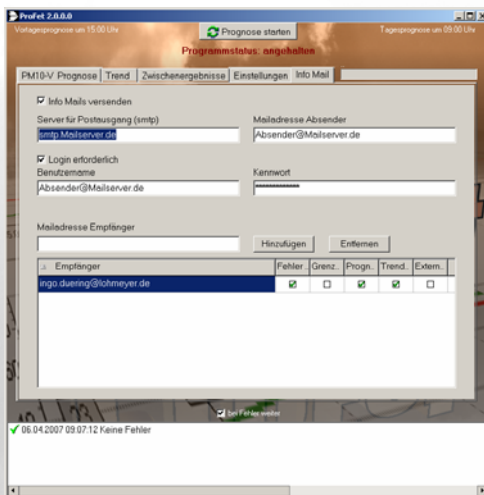 ProFet 2.0.0.0
Vortagesprognose um 15:00 Uhr
Prognose starten
Tagesprognose um 09:00 Uhr
Programmstatus: angehalten
PM10-V Prognose Trend Zwischenergebnisse Einstellungen Info Mail
Info Mails versenden
Server für Postausgang (smtp) Mailadresse Absender
smtp.Mailserver.de Absender@Mailserver.de
Login erforderlich
Benutzername Kennwort
Absender@Mailserver.de *************
Mailadresse Empfänger
Hinzufügen Entfernen
Empfänger Fehler.. Grenz.. Progn.. Trend.. Extern..
ingo.duering@lohmeyer.de
bei Fehler weiter
06.04.2007 09:07:12 Keine Fehler